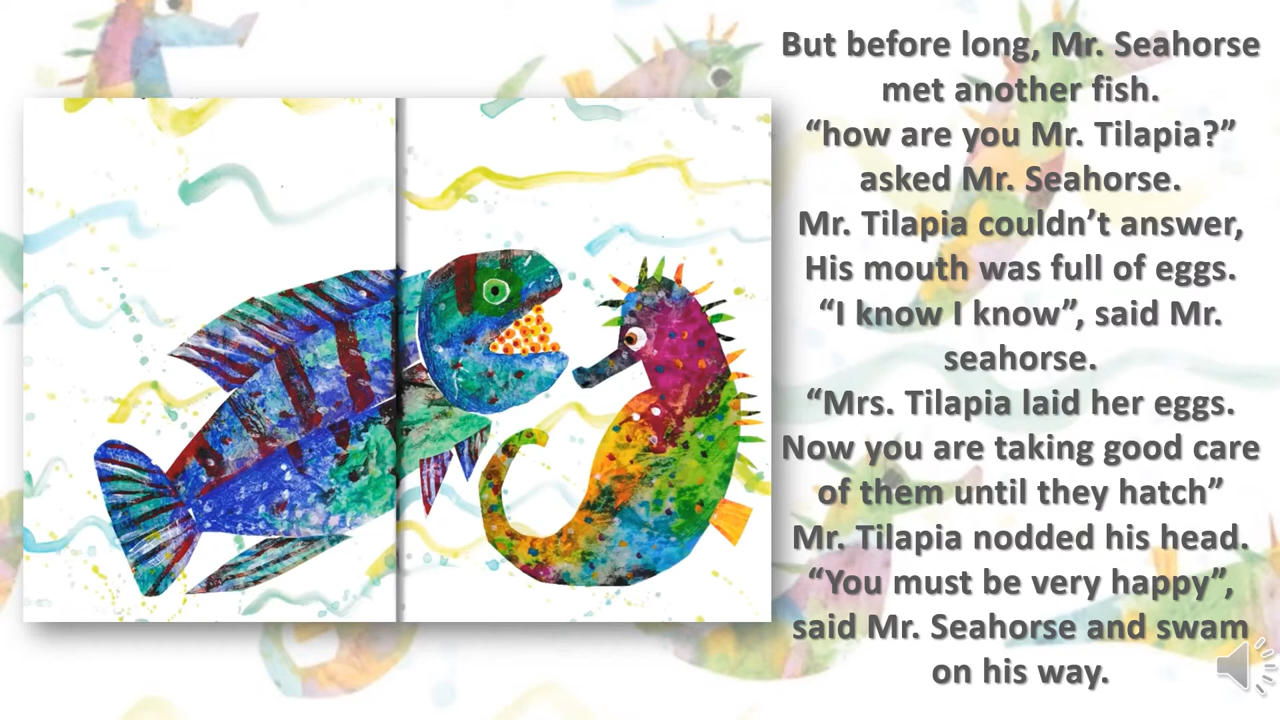 But before long, Mr. Seahorse
met another fish.
“how are you Mr. Tilapia?”
asked Mr. Seahorse.
Mr. Tilapia couldn’t answer,
His mouth was full of eggs.
“I know I know”, said Mr.
seahorse.
“Mrs. Tilapia laid her eggs.
Now you are taking good care
of them until they hatch”
Mr. Tilapia nodded his head.
“You must be very happy”,
said Mr. Seahorse and swam
on his way.